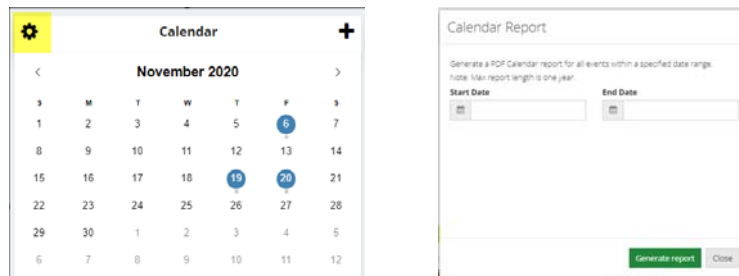 Calendar
November 2020
S M T W T F S
1 2 3 4 5 6 7
8 9 10 11 12 13 14
15 16 17 18 19 20 21
22 23 24 25 26 27 28
29 30 1 2 3 4 5
6 7 8 9 10 11 12
Calendar Report
Generate a PDF Calendar report for all events within a specified date range.
Note: Max report length is one year.
Start Date End Date
Generate report Close